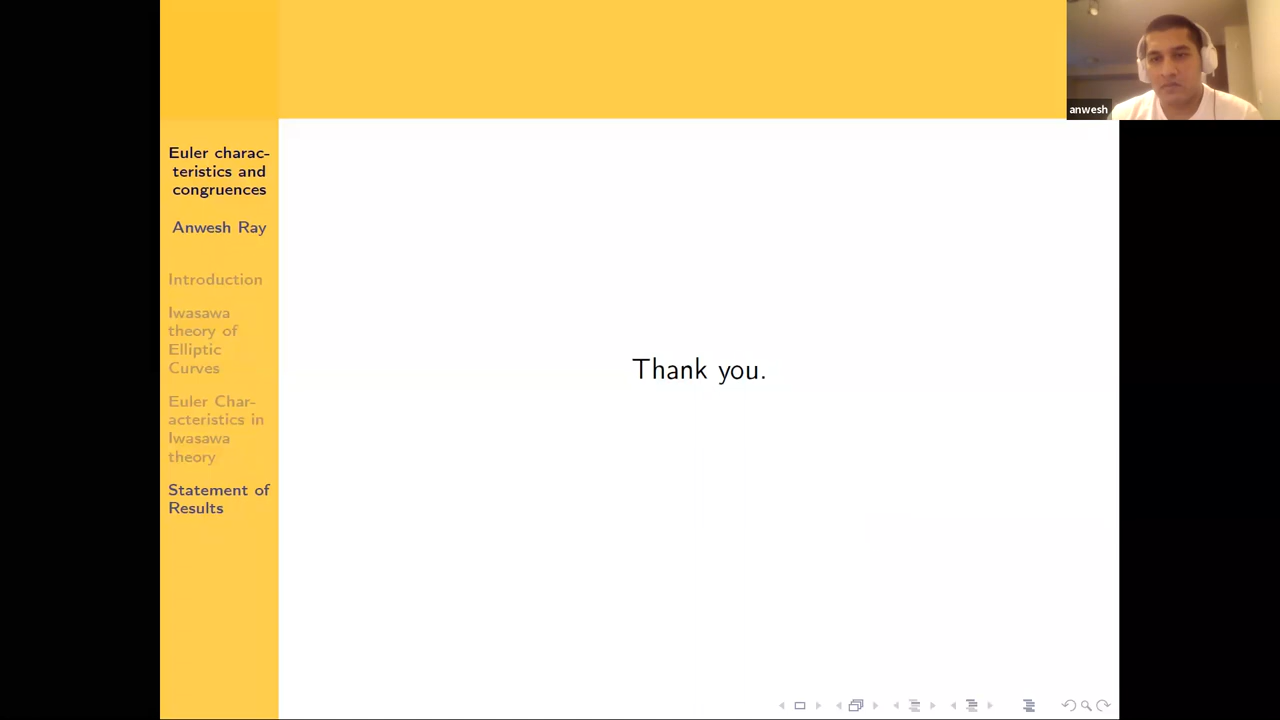 anwesh
Euler charac-
teristics and
congruences
Anwesh Ray
Introduction
Iwasawa
theory of
Elliptic
Curves
Euler Char-
acteristics in
Iwasawa
theory
Statement of
Results
Thank you.